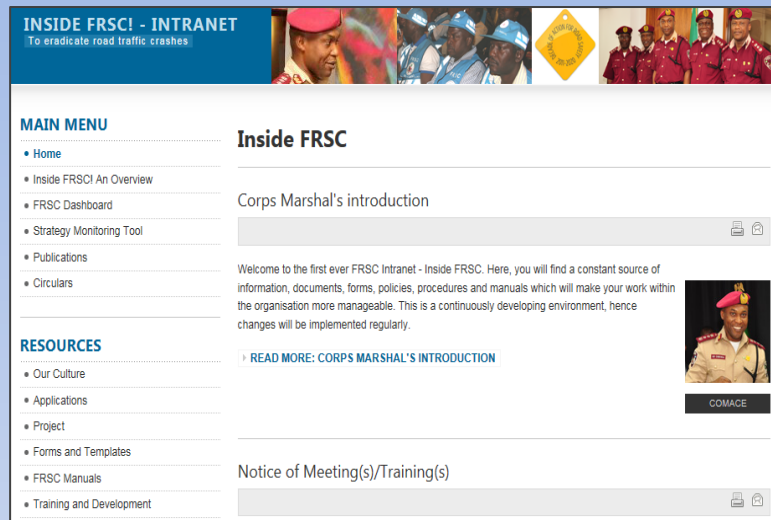 INSIDE FRSC! - INTRANET
To eradicate road traffic crashes
MAIN MENU
Home
Inside FRSC! An Overview
FRSC Dashboard
Strategy Monitoring Tool
Publications
Circulars
RESOURCES
Our Culture
Applications
Project
Forms and Templates
FRSC Manuals
Training and Development
Inside FRSC
Corps Marshal's introduction
Welcome to the first ever FRSC Intranet - Inside FRSC. Here, you will find a constant source of
information, documents, forms, policies, procedures and manuals which will make your work within
the organisation more manageable. This is a continuously developing environment, hence
changes will be implemented regularly.
READ MORE: CORPS MARSHAL'S INTRODUCTION
COMACE
Notice of Meeting(s)/Training(s)